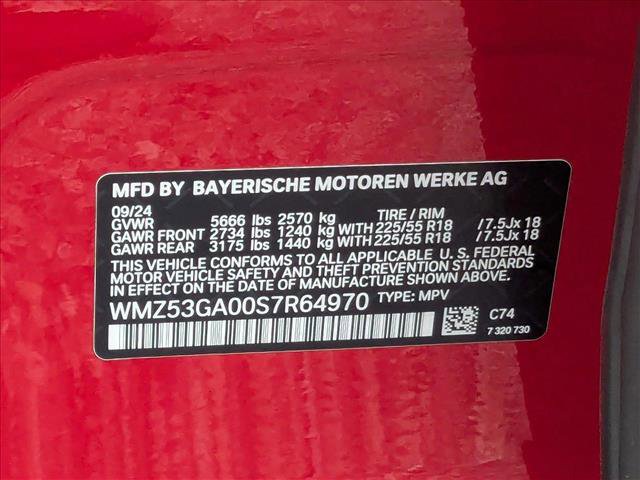 MFD BY BAYERISCHE MOTOREN WERKE AG
09/24
GVWR 5666 lbs 2570 kg TIRE / RIM
GAWR FRONT 2734 lbs 1240 kg WITH 225/55 R18 /7.5Jx 18
GAWR REAR 3175 lbs 1440 kg WITH 225/55 R18 /7.5Jx 18
THIS VEHICLE CONFORMS TO ALL APPLICABLE U. S. FEDERAL
MOTOR VEHICLE SAFETY AND THEFT PREVENTION STANDARDS
IN EFFECT ON THE DATE OF MANUFACTURE SHOWN ABOVE.
WMZ53GA00S7R64970 TYPE: MPV
C74
7 320 730